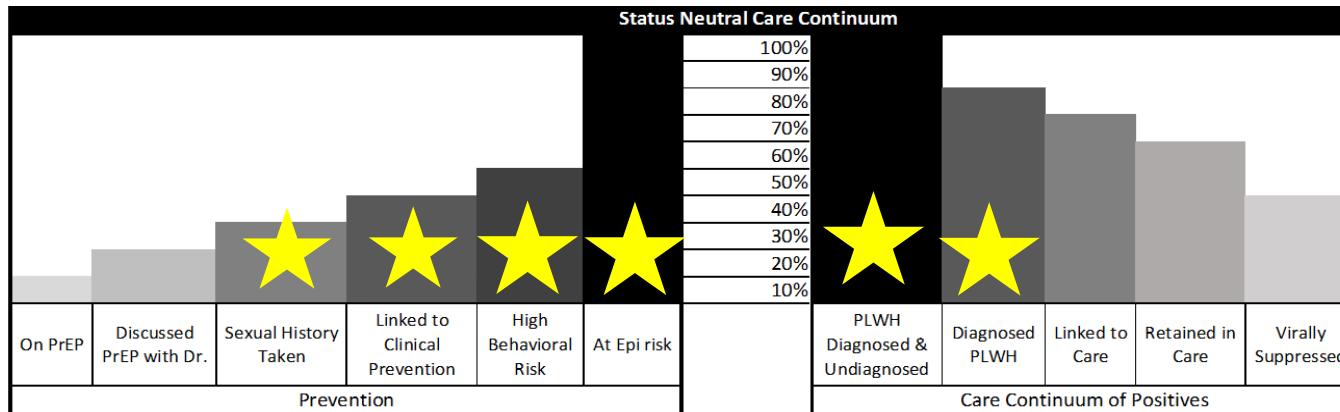 Status Neutral Care Continuum
100%
90%
80%
70%
60%
50%
40%
30%
20%
10%
On PrEP
Discussed
PrEP with Dr.
Sexual History
Taken
Linked to
Clinical
Prevention
High
Behavioral
Risk
At Epi risk
PLWH
Diagnosed &
Undiagnosed
Diagnosed
PLWH
Linked to
Care
Retained in
Care
Virally
Suppressed
Prevention
Care Continuum of Positives